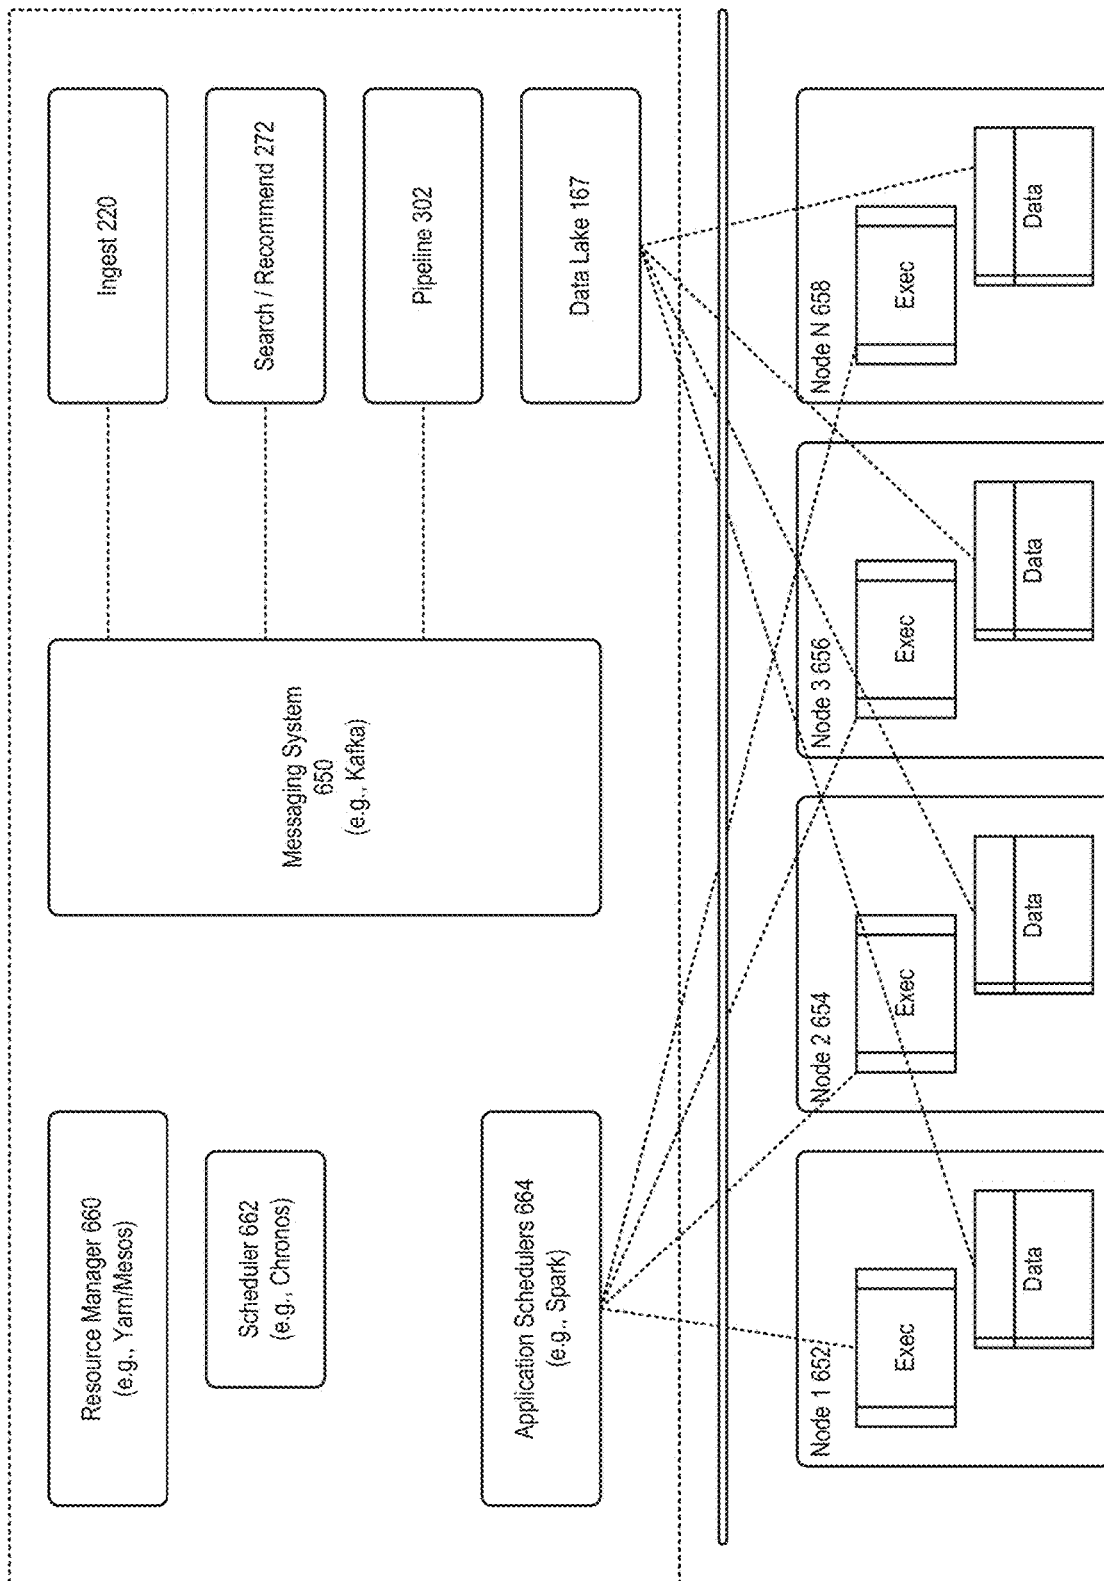 Resource Manager 660
(e.g., Yarn/Mesos)
Scheduler 662
(e.g., Chronos)
Application Schedulers 664
(e.g., Spark)
Messaging System
650
(e.g., Kafka)
Ingest 220
Search / Recommend 272
Pipeline 302
Data Lake 167
Node 1 652
Exec
Data
Node 2 654
Exec
Data
Node 3 656
Exec
Data
Node N 658
Exec
Data